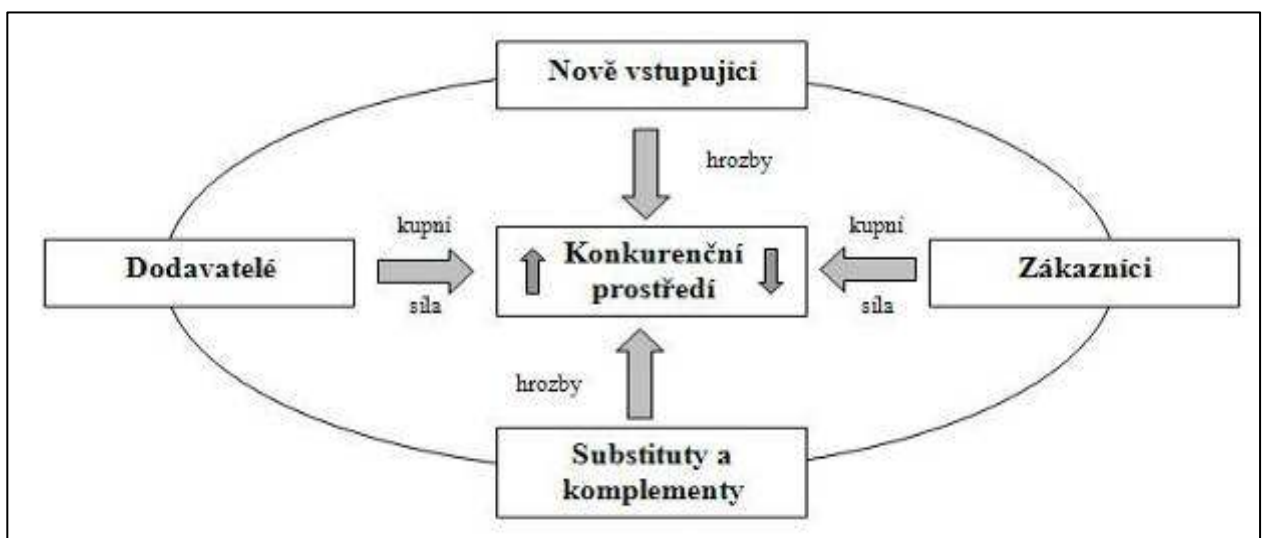 Nově vstupující
hrozby
kupní
Dodavatelé
síla
Konkurenční
prostředí
kupní
Zákazníci
síla
hrozby
Substituty a
komplementy